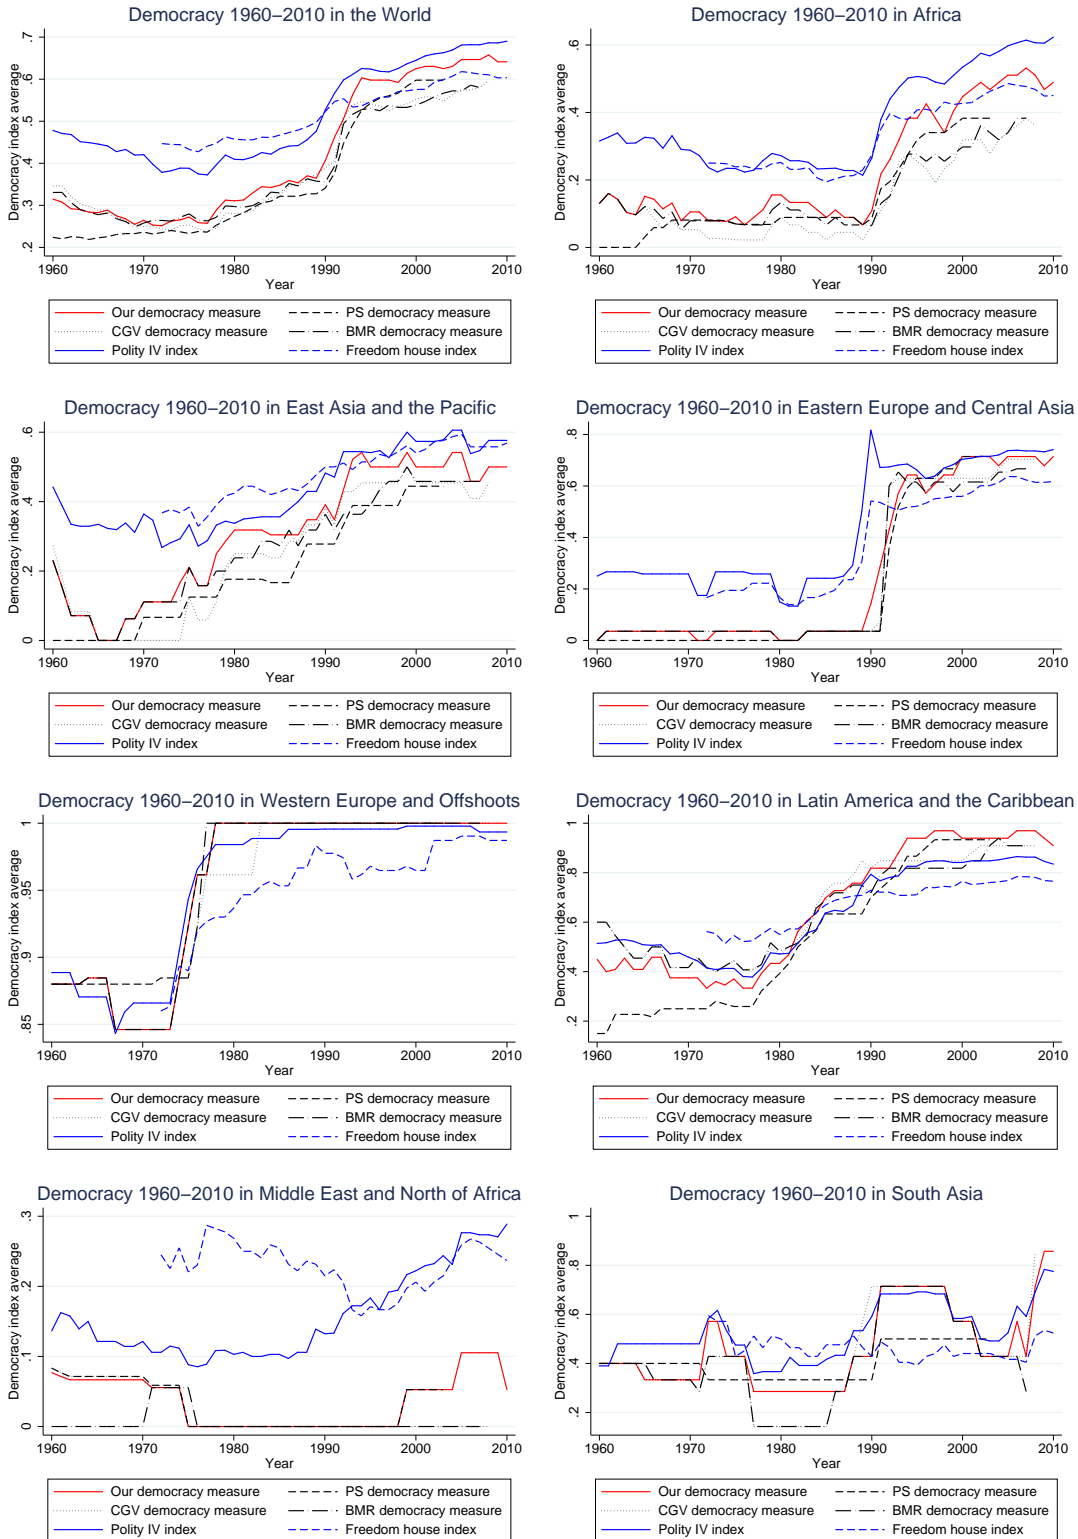 Democracy 1960–2010 in the World
Democracy index average
.2 .3 .4 .5 .6 .7
1960 1970 1980 1990 2000 2010
Year
Our democracy measure PS democracy measure
CGV democracy measure BMR democracy measure
Polity IV index Freedom house index
Democracy 1960–2010 in Africa
Democracy index average
0 .2 .4 .6
1960 1970 1980 1990 2000 2010
Year
Our democracy measure PS democracy measure
CGV democracy measure BMR democracy measure
Polity IV index Freedom house index
Democracy 1960–2010 in East Asia and the Pacific
Democracy index average
0 .2 .4 .6
1960 1970 1980 1990 2000 2010
Year
Our democracy measure PS democracy measure
CGV democracy measure BMR democracy measure
Polity IV index Freedom house index
Democracy 1960–2010 in Eastern Europe and Central Asia
Democracy index average
0 .2 .4 .6 .8
1960 1970 1980 1990 2000 2010
Year
Our democracy measure PS democracy measure
CGV democracy measure BMR democracy measure
Polity IV index Freedom house index
Democracy 1960–2010 in Western Europe and Offshoots
Democracy index average
.85 .9 .95 1
1960 1970 1980 1990 2000 2010
Year
Our democracy measure PS democracy measure
CGV democracy measure BMR democracy measure
Polity IV index Freedom house index
Democracy 1960–2010 in Latin America and the Caribbean
Democracy index average
.2 .4 .6 .8 1
1960 1970 1980 1990 2000 2010
Year
Our democracy measure PS democracy measure
CGV democracy measure BMR democracy measure
Polity IV index Freedom house index
Democracy 1960–2010 in Middle East and North of Africa
Democracy index average
0 .1 .2 .3
1960 1970 1980 1990 2000 2010
Year
Our democracy measure PS democracy measure
CGV democracy measure BMR democracy measure
Polity IV index Freedom house index
Democracy 1960–2010 in South Asia
Democracy index average
.2 .4 .6 .8 1
1960 1970 1980 1990 2000 2010
Year
Our democracy measure PS democracy measure
CGV democracy measure BMR democracy measure
Polity IV index Freedom house index